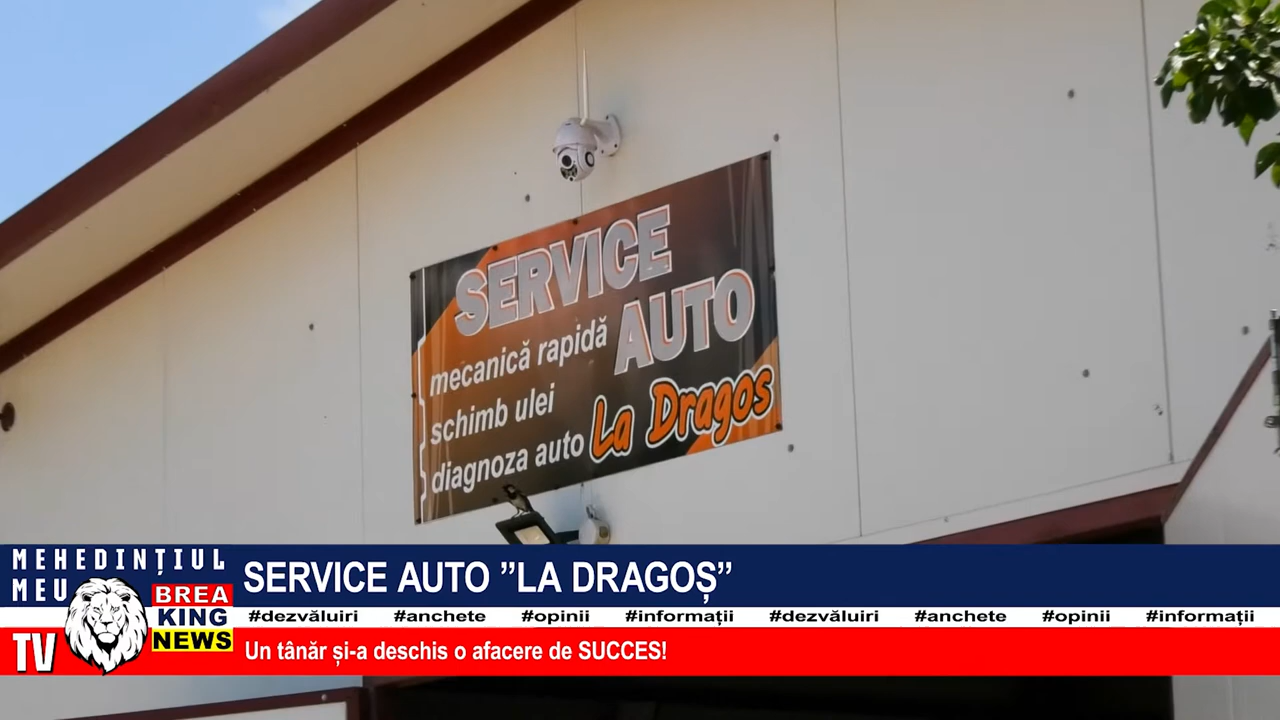 SERVICE
AUTO
mecanică rapidă
schimb ulei
diagnoza auto
La Dragos
MEHEDINȚIUL
MEU
TV
BREA
KING
NEWS
SERVICE AUTO ”LA DRAGOȘ”
#dezvăluiri #anchete #opinii #informații #dezvăluiri #anchete #opinii #informații
Un tânăr și-a deschis o afacere de SUCCES!